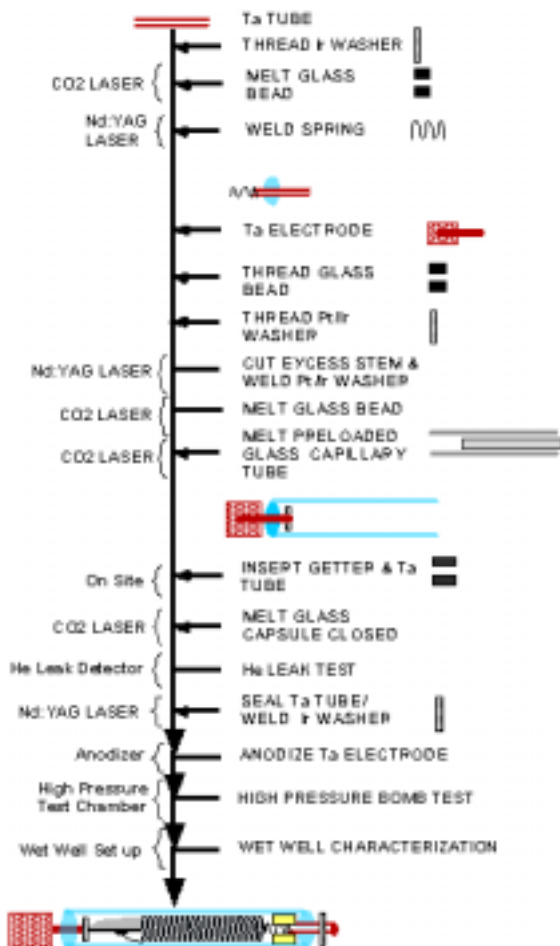 Ta TUBE
THREAD Ir WASHER
CO2 LASER
MELT GLASS
BEAD
Nd:YAG
LASER
WELD SPRING
Ta ELECTRODE
THREAD GLASS
BEAD
THREAD Pt/Ir
WASHER
Nd:YAG LASER
CUT EYCESS STEM &
WELD Pt/Ir WASHER
CO2 LASER
MELT GLASS BEAD
CO2 LASER
MELT PRELOADED
GLASS CAPILLARY
TUBE
On Site
INSERT GETTER & Ta
TUBE
CO2 LASER
MELT GLASS
CAPSULE CLOSED
He Leak Detector
He LEAK TEST
Nd:YAG LASER
SEAL Ta TUBE/
WELD Ir WASHER
Anodizer
ANODIZE Ta ELECTRODE
High Pressure
Test Chamber
HIGH PRESSURE BOMB TEST
Wet Well Set up
WET WELL CHARACTERIZATION